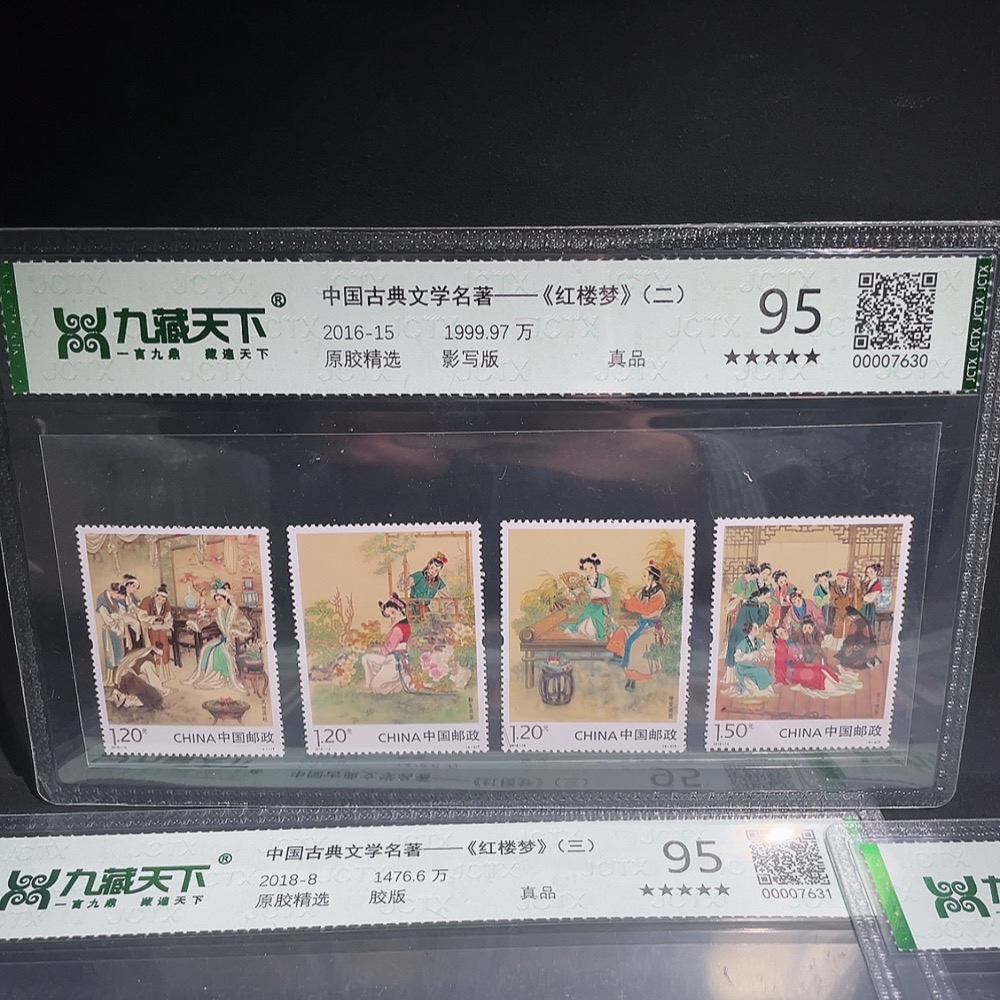 九藏天下®
一言九鼎 藏遍天下
中国古典文学名著——《红楼梦》(二)
2016-15 1999.97 万
原胶精选 影写版 真品
95
★★★★★
00007630
JCTX JCTX JCTX
1.20元 CHINA 中国邮政
1.20元 CHINA 中国邮政
1.20元 CHINA 中国邮政
1.50元 CHINA 中国邮政
九藏天下®
一言九鼎 藏遍天下
中国古典文学名著——《红楼梦》(三)
2018-8 1476.6 万
原胶精选 胶版 真品
95
★★★★★
00007631